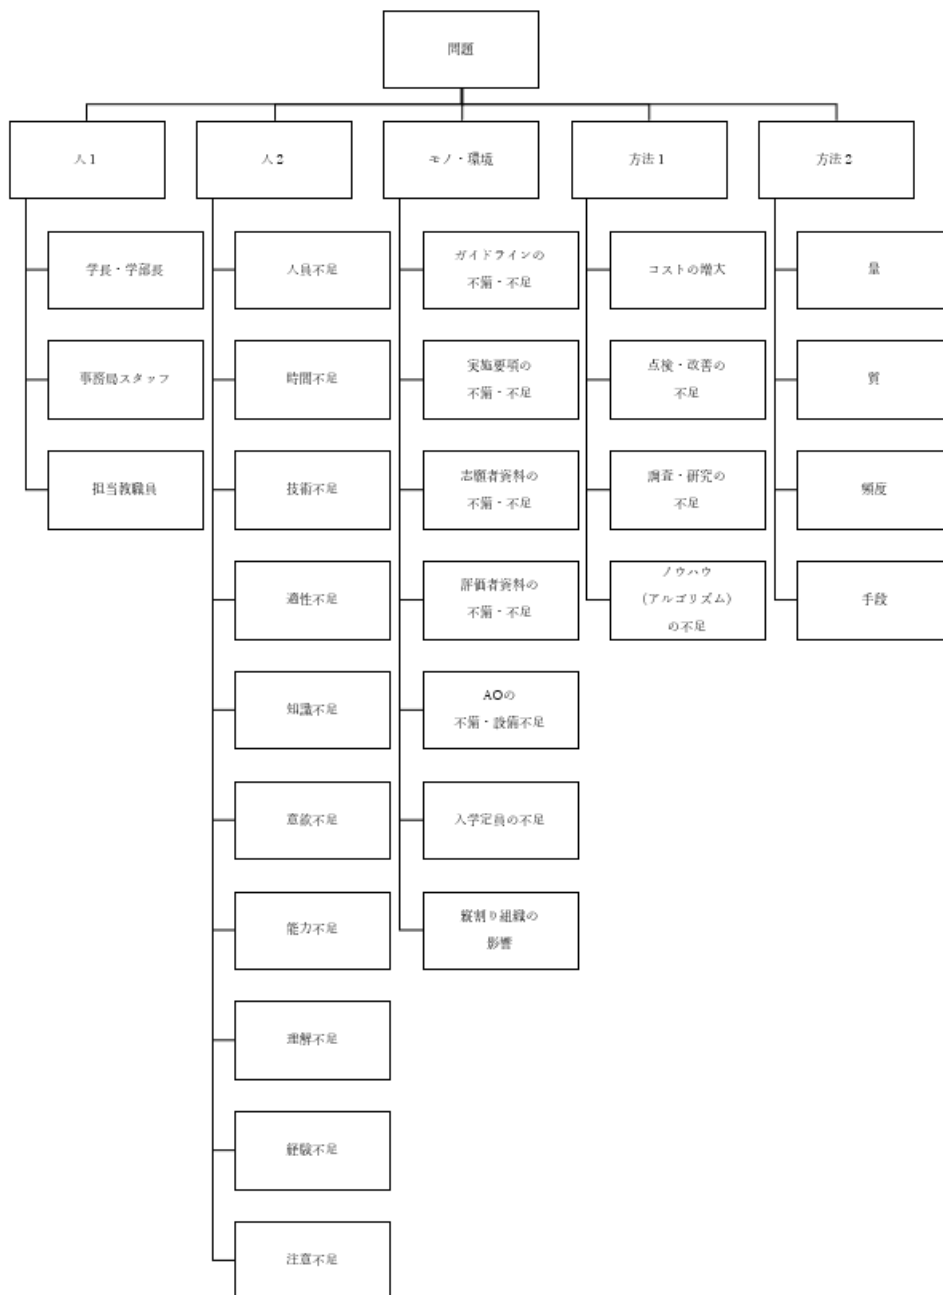 問題
人1
人2
モノ・環境
方法1
方法2
学長・学部長
事務局スタッフ
担当教職員
人員不足
時間不足
技術不足
適性不足
知識不足
意欲不足
能力不足
理解不足
経験不足
注意不足
ガイドラインの
不備・不足
実施要項の
不備・不足
志願者資料の
不備・不足
評価者資料の
不備・不足
AOの
不備・設備不足
入学定員の不足
縦割り組織の
影響
コストの増大
点検・改善の
不足
調査・研究の
不足
ノウハウ
(アルゴリズム)
の不足
量
質
頻度
手段